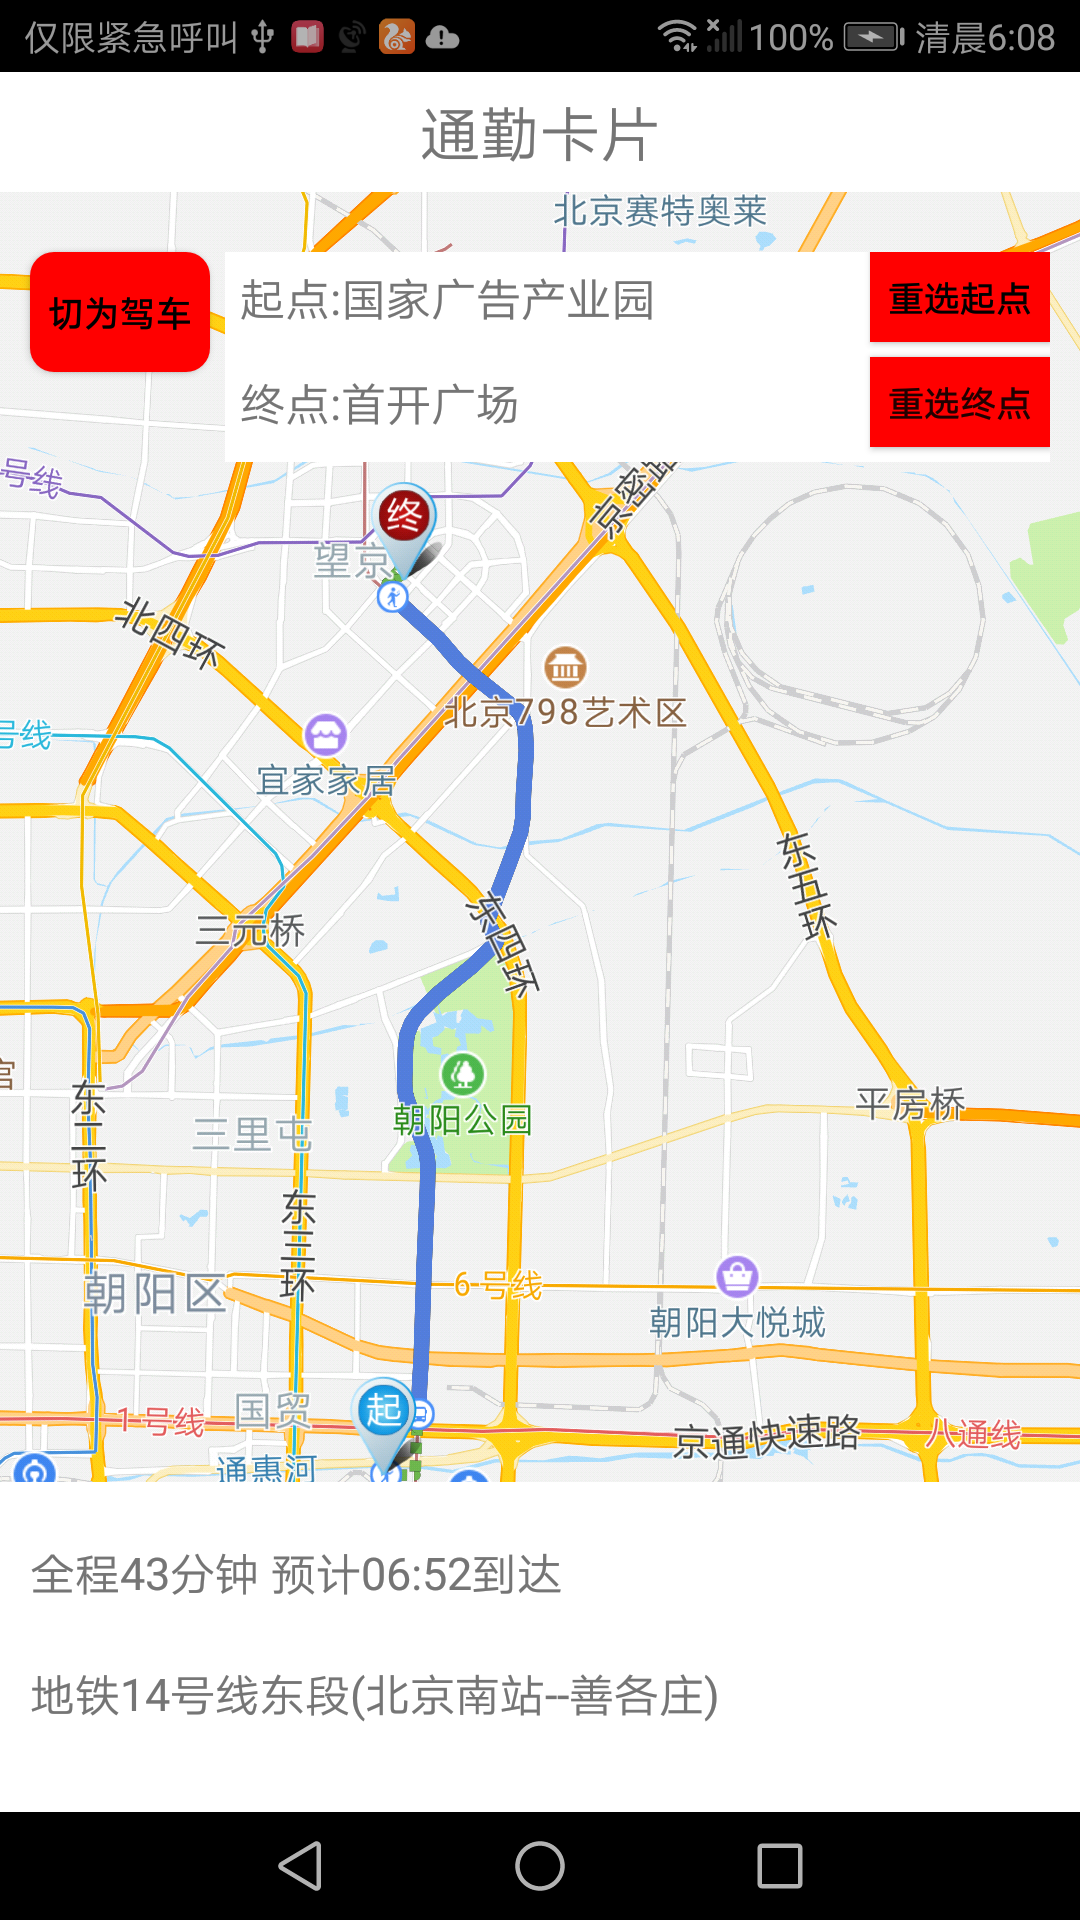 仅限紧急呼叫 100% 清晨6:08
通勤卡片
北京赛特奥莱
切为驾车
起点:国家广告产业园
重选起点
终点:首开广场
重选终点
号线
京密路
终
望京
北四环
北京798艺术区
号线
宜家家居
东五环
三元桥
东四环
官
东二环
朝阳公园
平房桥
三里屯
东三环
朝阳区
6号线
朝阳大悦城
国贸
起
1号线
京通快速路
八通线
通惠河
全程43分钟 预计06:52到达
地铁14号线东段(北京南站--善各庄)